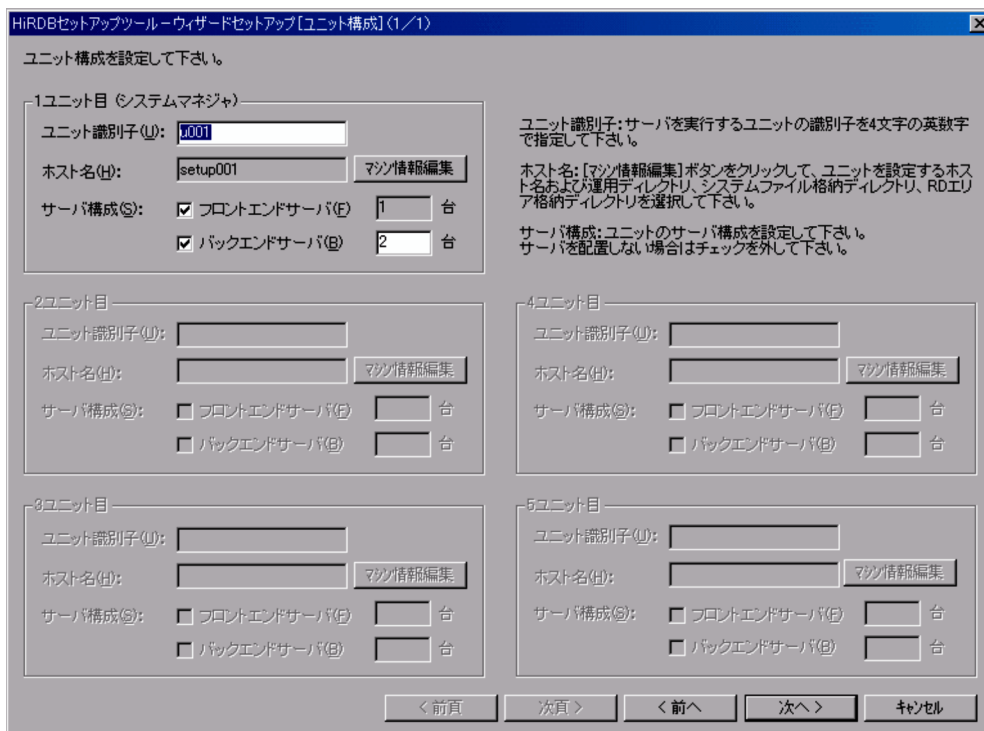 HiRDBセットアップツール－ウィザードセットアップ[ユニット構成](1/1)
ユニット構成を設定して下さい。
1ユニット目(システムマネジャ)
ユニット識別子(U): u001
ホスト名(H): setup001 マシン情報編集
サーバ構成(S): フロントエンドサーバ(F) 1 台
バックエンドサーバ(B) 2 台
ユニット識別子:サーバを実行するユニットの識別子を4文字の英数字
で指定して下さい。
ホスト名:[マシン情報編集]ボタンをクリックして、ユニットを設定するホス
ト名および運用ディレクトリ、システムファイル格納ディレクトリ、RDエリ
ア格納ディレクトリを選択して下さい。
サーバ構成:ユニットのサーバ構成を設定して下さい。
サーバを配置しない場合はチェックを外して下さい。
2ユニット目
ユニット識別子(U):
ホスト名(H): マシン情報編集
サーバ構成(S): フロントエンドサーバ(F) 台
バックエンドサーバ(B) 台
4ユニット目
ユニット識別子(U):
ホスト名(H): マシン情報編集
サーバ構成(S): フロントエンドサーバ(F) 台
バックエンドサーバ(B) 台
3ユニット目
ユニット識別子(U):
ホスト名(H): マシン情報編集
サーバ構成(S): フロントエンドサーバ(F) 台
バックエンドサーバ(B) 台
5ユニット目
ユニット識別子(U):
ホスト名(H): マシン情報編集
サーバ構成(S): フロントエンドサーバ(F) 台
バックエンドサーバ(B) 台
<前頁 次頁> <前へ 次へ> キャンセル